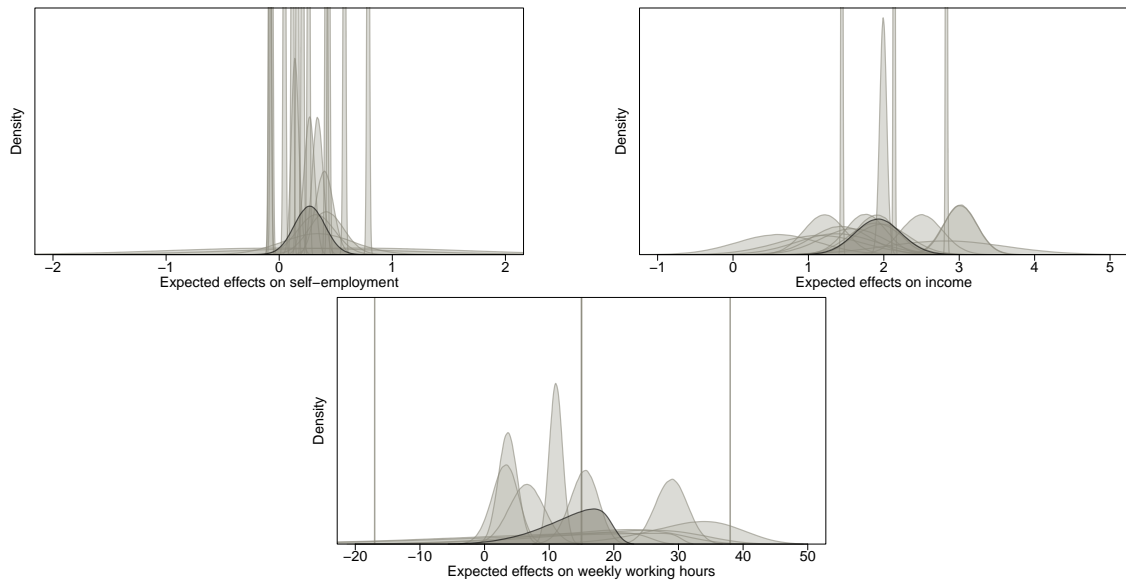 Density
−2 −1 0 1 2
Expected effects on self−employment
Density
−1 0 1 2 3 4 5
Expected effects on income
Density
−20 −10 0 10 20 30 40 50
Expected effects on weekly working hours